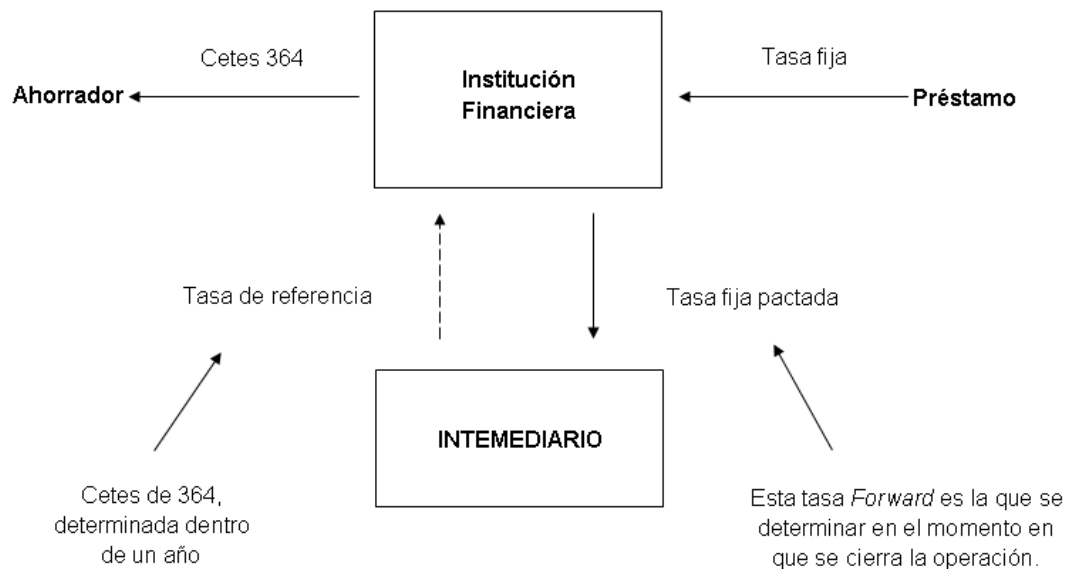 Cetes 364
Ahorrador
Institución
Financiera
Tasa fija
Préstamo
Tasa de referencia
Tasa fija pactada
INTEMEDIARIO
Cetes de 364,
determinada dentro
de un año
Esta tasa Forward es la que se
determinar en el momento en
que se cierra la operación.